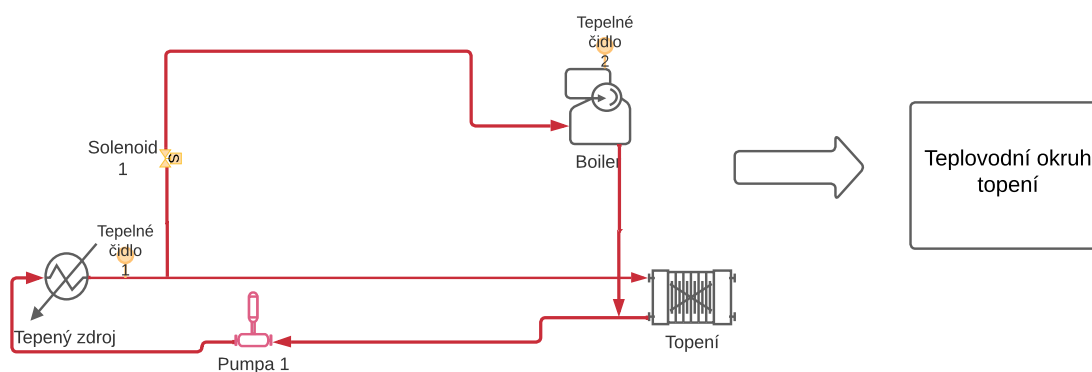 Tepelné
čidlo
2
Solenoid
1
S
Boiler
Teplovodní okruh
topení
Tepelné
čidlo
1
Tepený zdroj
Topení
Pumpa 1